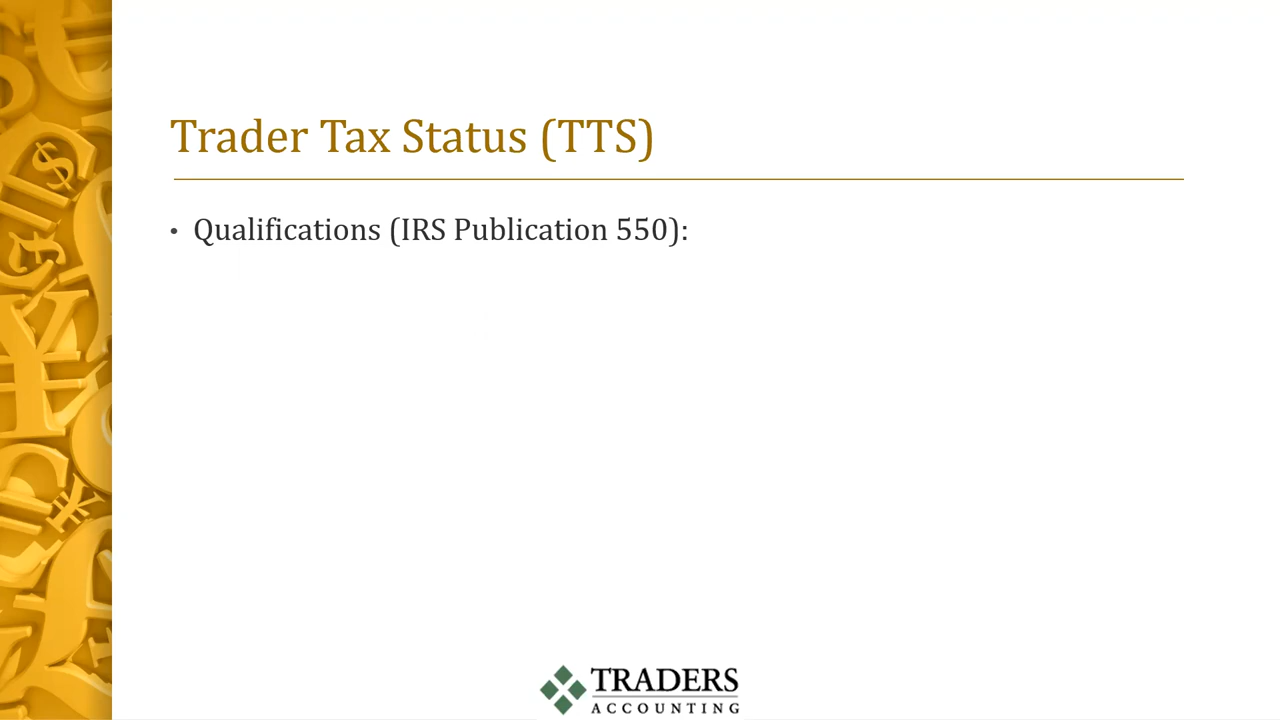 Trader Tax Status (TTS)
• Qualifications (IRS Publication 550):
TRADERS
ACCOUNTING